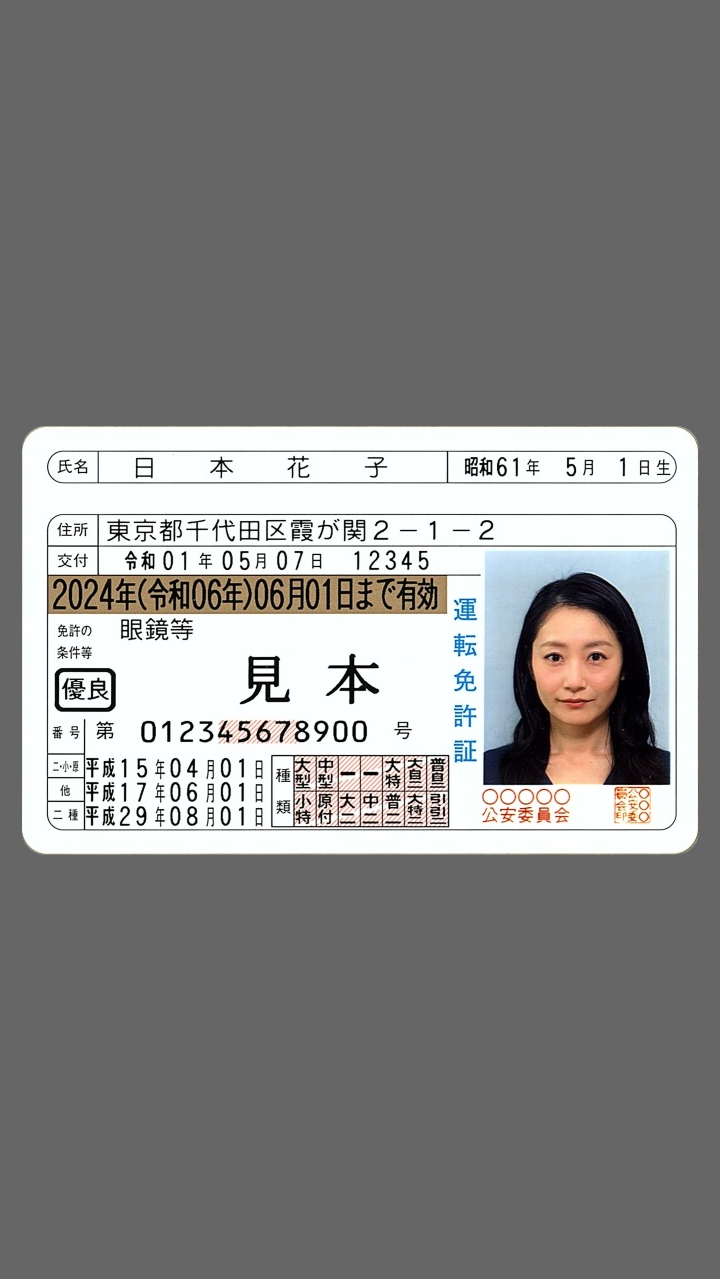 氏名 日本花子 昭和61年 5月 1日生
住所 東京都千代田区霞が関2-1-2
交付 令和01年05月07日 12345
2024年(令和06年)06月01日まで有効
免許の
条件等
眼鏡等
見本
優良
番号 第 012345678900 号
二・小・原 平成15年04月01日
他 平成17年06月01日
二種 平成29年08月01日
種類
大型 中型 一 一 大特 大自二 普自二
小特 原付 大二 中二 普二 大特二 引引二
運転免許証
○○○○○
公安委員会